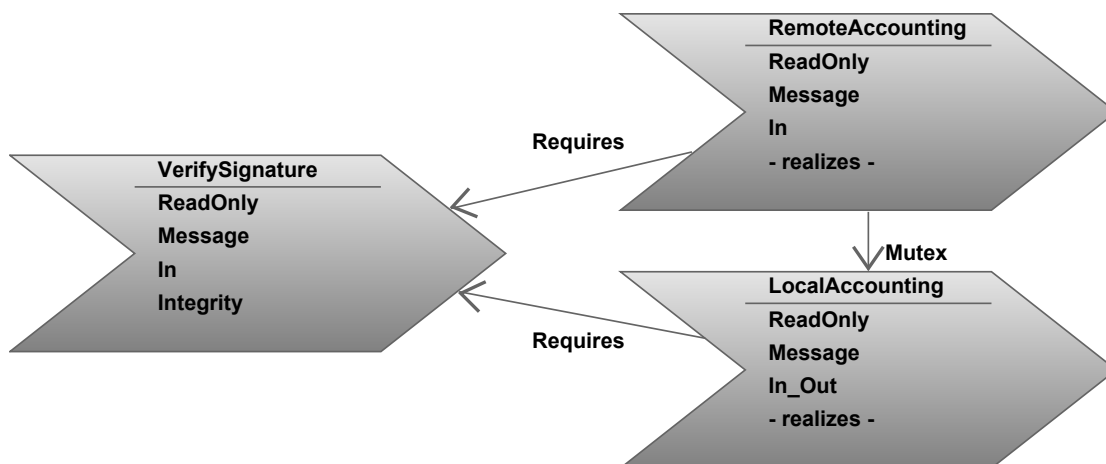 RemoteAccounting
ReadOnly
Message
In
- realizes -
Requires
VerifySignature
ReadOnly
Message
In
Integrity
Mutex
LocalAccounting
ReadOnly
Message
In_Out
- realizes -
Requires